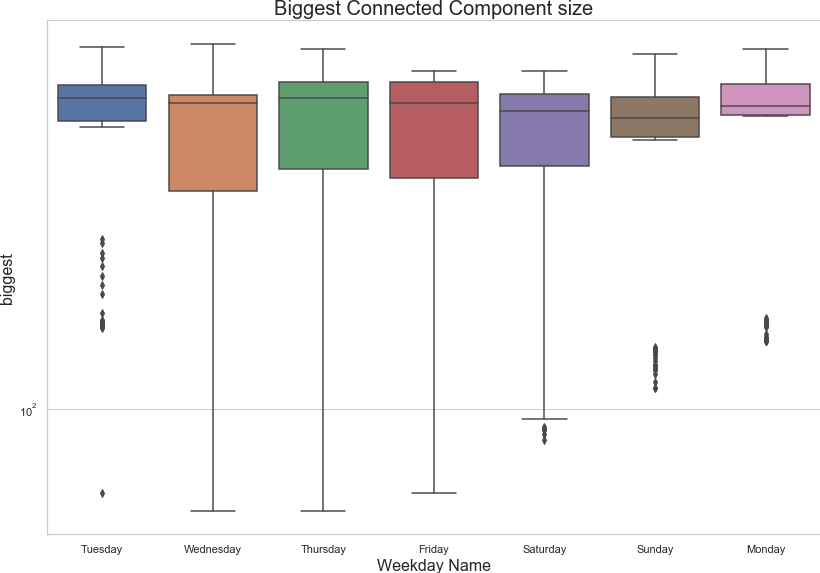 Biggest Connected Component size
biggest
10²
Tuesday Wednesday Thursday Friday Saturday Sunday Monday
Weekday Name